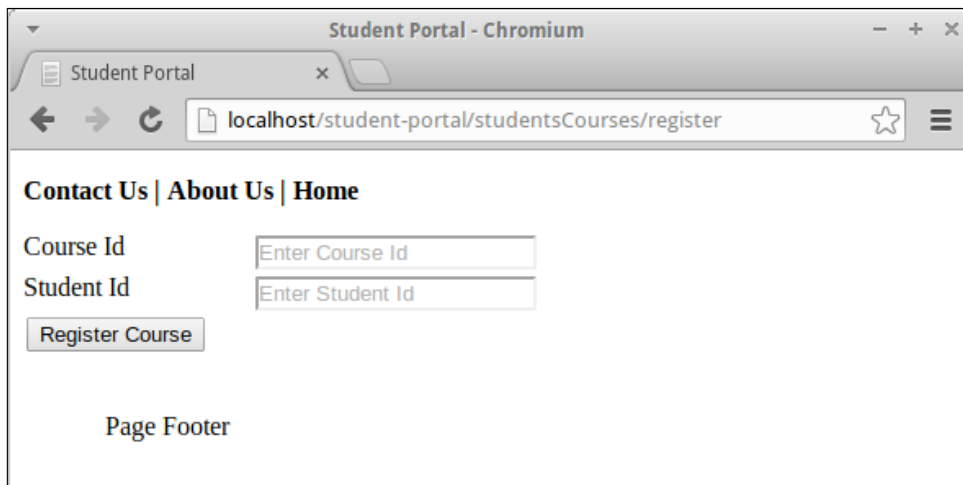 Student Portal - Chromium
Student Portal
localhost/student-portal/studentsCourses/register
Contact Us | About Us | Home
Course Id Enter Course Id
Student Id Enter Student Id
Register Course
Page Footer